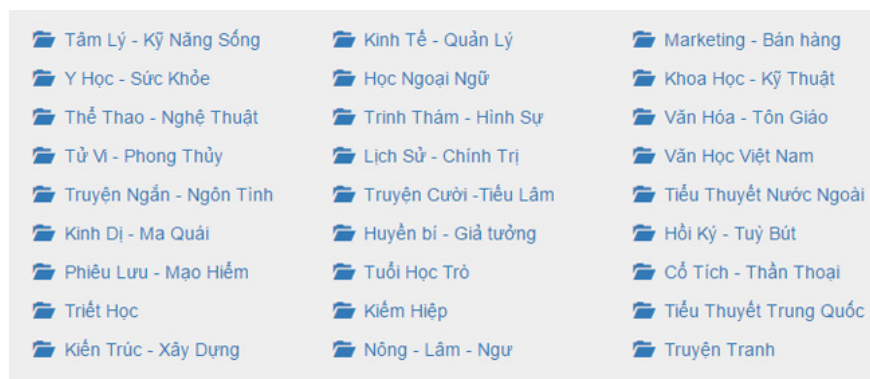 Tâm Lý - Kỹ Năng Sống
Kinh Tế - Quản Lý
Marketing - Bán hàng
Y Học - Sức Khỏe
Học Ngoại Ngữ
Khoa Học - Kỹ Thuật
Thể Thao - Nghệ Thuật
Trinh Thám - Hình Sự
Văn Hóa - Tôn Giáo
Tử Vi - Phong Thủy
Lịch Sử - Chính Trị
Văn Học Việt Nam
Truyện Ngắn - Ngôn Tình
Truyện Cười -Tiếu Lâm
Tiểu Thuyết Nước Ngoài
Kinh Dị - Ma Quái
Huyền bí - Giả tưởng
Hồi Ký - Tuỳ Bút
Phiêu Lưu - Mạo Hiểm
Tuổi Học Trò
Cổ Tích - Thần Thoại
Triết Học
Kiếm Hiệp
Tiểu Thuyết Trung Quốc
Kiến Trúc - Xây Dựng
Nông - Lâm - Ngư
Truyện Tranh